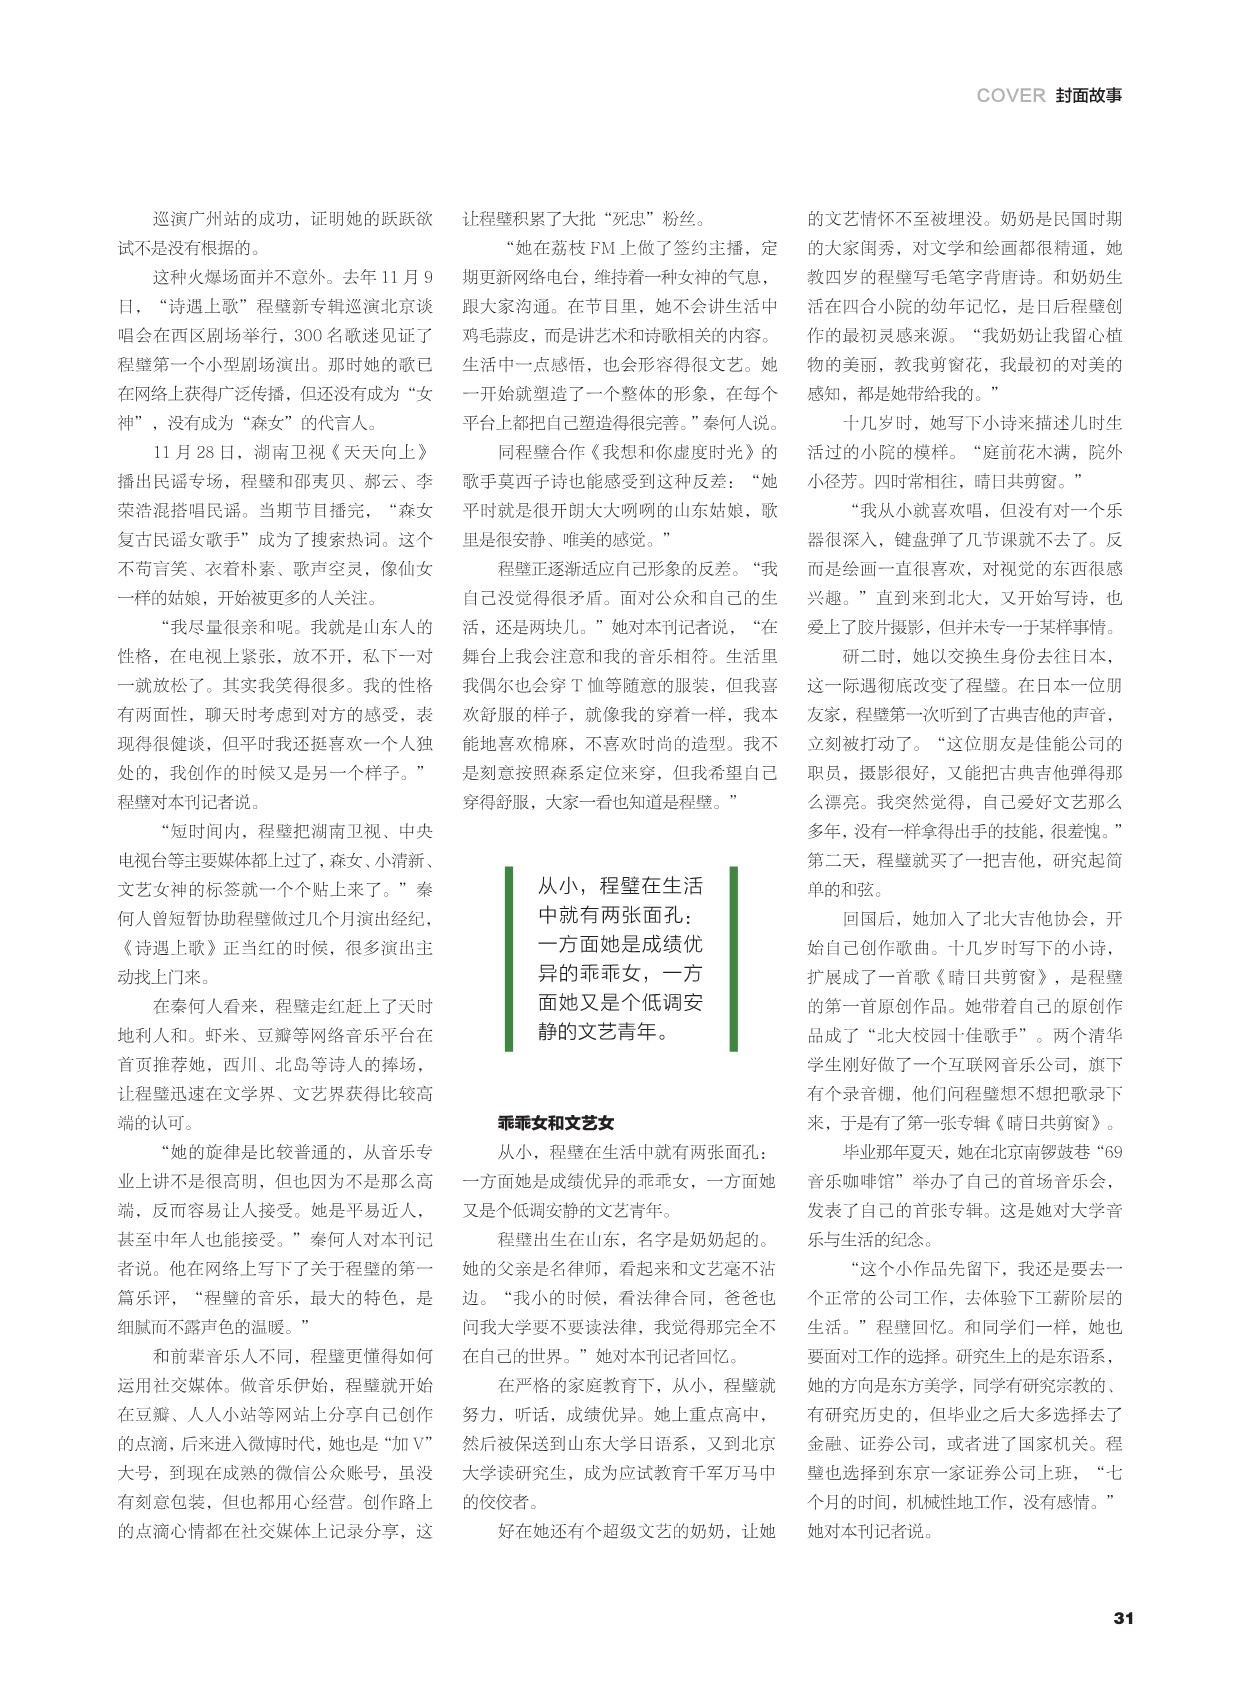 COVER 封面故事
巡演广州站的成功，证明她的跃跃欲
试不是没有根据的。
这种火爆场面并不意外。去年 11 月 9
日，“诗遇上歌”程璧新专辑巡演北京谈
唱会在西区剧场举行，300 名歌迷见证了
程璧第一个小型剧场演出。那时她的歌已
在网络上获得广泛传播，但还没有成为“女
神”，没有成为“森女”的代言人。
11 月 28 日，湖南卫视《天天向上》
播出民谣专场，程璧和邵夷贝、郝云、李
荣浩混搭唱民谣。当期节目播完，“森女
复古民谣女歌手”成为了搜索热词。这个
不苟言笑、衣着朴素、歌声空灵，像仙女
一样的姑娘，开始被更多的人关注。
“我尽量很亲和呢。我就是山东人的
性格，在电视上紧张，放不开，私下一对
一就放松了。其实我笑得很多。我的性格
有两面性，聊天时考虑到对方的感受，表
现得很健谈，但平时我还挺喜欢一个人独
处的，我创作的时候又是另一个样子。”
程璧对本刊记者说。
“短时间内，程璧把湖南卫视、中央
电视台等主要媒体都上过了，森女、小清新、
文艺女神的标签就一个个贴上来了。”秦
何人曾短暂协助程璧做过几个月演出经纪，
《诗遇上歌》正当红的时候，很多演出主
动找上门来。
在秦何人看来，程璧走红赶上了天时
地利人和。虾米、豆瓣等网络音乐平台在
首页推荐她，西川、北岛等诗人的捧场，
让程璧迅速在文学界、文艺界获得比较高
端的认可。
“她的旋律是比较普通的，从音乐专
业上讲不是很高明，但也因为不是那么高
端，反而容易让人接受。她是平易近人，
甚至中年人也能接受。”秦何人对本刊记
者说。他在网络上写下了关于程璧的第一
篇乐评，“程璧的音乐，最大的特色，是
细腻而不露声色的温暖。”
和前辈音乐人不同，程璧更懂得如何
运用社交媒体。做音乐伊始，程璧就开始
在豆瓣、人人小站等网站上分享自己创作
的点滴，后来进入微博时代，她也是“加 V”
大号，到现在成熟的微信公众账号，虽没
有刻意包装，但也都用心经营。创作路上
的点滴心情都在社交媒体上记录分享，这
让程璧积累了大批“死忠”粉丝。
“她在荔枝 FM 上做了签约主播，定
期更新网络电台，维持着一种女神的气息，
跟大家沟通。在节目里，她不会讲生活中
鸡毛蒜皮，而是讲艺术和诗歌相关的内容。
生活中一点感悟，也会形容得很文艺。她
一开始就塑造了一个整体的形象，在每个
平台上都把自己塑造得很完善。”秦何人说。
同程璧合作《我想和你虚度时光》的
歌手莫西子诗也能感受到这种反差：“她
平时就是很开朗大大咧咧的山东姑娘，歌
里是很安静、唯美的感觉。”
程璧正逐渐适应自己形象的反差。“我
自己没觉得很矛盾。面对公众和自己的生
活，还是两块儿。”她对本刊记者说，“在
舞台上我会注意和我的音乐相符。生活里
我偶尔也会穿 T 恤等随意的服装，但我喜
欢舒服的样子，就像我的穿着一样，我本
能地喜欢棉麻，不喜欢时尚的造型。我不
是刻意按照森系定位来穿，但我希望自己
穿得舒服，大家一看也知道是程璧。”
从小，程璧在生活
中就有两张面孔：
一方面她是成绩优
异的乖乖女，一方
面她又是个低调安
静的文艺青年。
乖乖女和文艺女
从小，程璧在生活中就有两张面孔：
一方面她是成绩优异的乖乖女，一方面她
又是个低调安静的文艺青年。
程璧出生在山东，名字是奶奶起的。
她的父亲是名律师，看起来和文艺毫不沾
边。“我小的时候，看法律合同，爸爸也
问我大学要不要读法律，我觉得那完全不
在自己的世界。”她对本刊记者回忆。
在严格的家庭教育下，从小，程璧就
努力，听话，成绩优异。她上重点高中，
然后被保送到山东大学日语系，又到北京
大学读研究生，成为应试教育千军万马中
的佼佼者。
好在她还有个超级文艺的奶奶，让她
的文艺情怀不至被埋没。奶奶是民国时期
的大家闺秀，对文学和绘画都很精通，她
教四岁的程璧写毛笔字背唐诗。和奶奶生
活在四合小院的幼年记忆，是日后程璧创
作的最初灵感来源。“我奶奶让我留心植
物的美丽，教我剪窗花，我最初的对美的
感知，都是她带给我的。”
十几岁时，她写下小诗来描述儿时生
活过的小院的模样。“庭前花木满，院外
小径芳。四时常相往，晴日共剪窗。”
“我从小就喜欢唱，但没有对一个乐
器很深入，键盘弹了几节课就不去了。反
而是绘画一直很喜欢，对视觉的东西很感
兴趣。”直到来到北大，又开始写诗，也
爱上了胶片摄影，但并未专一于某样事情。
研二时，她以交换生身份去往日本，
这一际遇彻底改变了程璧。在日本一位朋
友家，程璧第一次听到了古典吉他的声音，
立刻被打动了。“这位朋友是佳能公司的
职员，摄影很好，又能把古典吉他弹得那
么漂亮。我突然觉得，自己爱好文艺那么
多年，没有一样拿得出手的技能，很羞愧。”
第二天，程璧就买了一把吉他，研究起简
单的和弦。
回国后，她加入了北大吉他协会，开
始自己创作歌曲。十几岁时写下的小诗，
扩展成了一首歌《晴日共剪窗》，是程璧
的第一首原创作品。她带着自己的原创作
品成了“北大校园十佳歌手”。两个清华
学生刚好做了一个互联网音乐公司，旗下
有个录音棚，他们问程璧想不想把歌录下
来，于是有了第一张专辑《晴日共剪窗》。
毕业那年夏天，她在北京南锣鼓巷“69
音乐咖啡馆”举办了自己的首场音乐会，
发表了自己的首张专辑。这是她对大学音
乐与生活的纪念。
“这个小作品先留下，我还是要去一
个正常的公司工作，去体验下工薪阶层的
生活。”程璧回忆。和同学们一样，她也
要面对工作的选择。研究生上的是东语系，
她的方向是东方美学，同学有研究宗教的、
有研究历史的，但毕业之后大多选择去了
金融、证券公司，或者进了国家机关。程
璧也选择到东京一家证券公司上班，“七
个月的时间，机械性地工作，没有感情。”
她对本刊记者说。
31